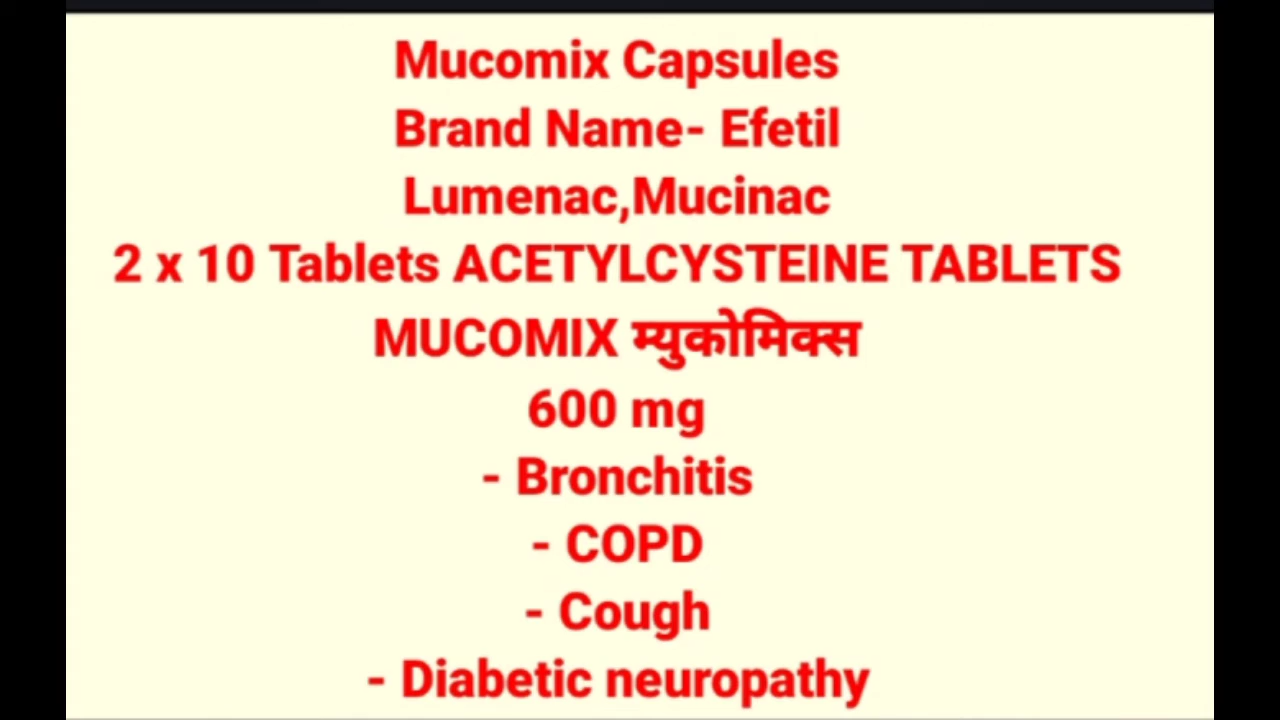 Mucomix Capsules
Brand Name- Efetil
Lumenac,Mucinac
2 x 10 Tablets ACETYLCYSTEINE TABLETS
MUCOMIX म्युकोमिक्स
600 mg
- Bronchitis
- COPD
- Cough
- Diabetic neuropathy